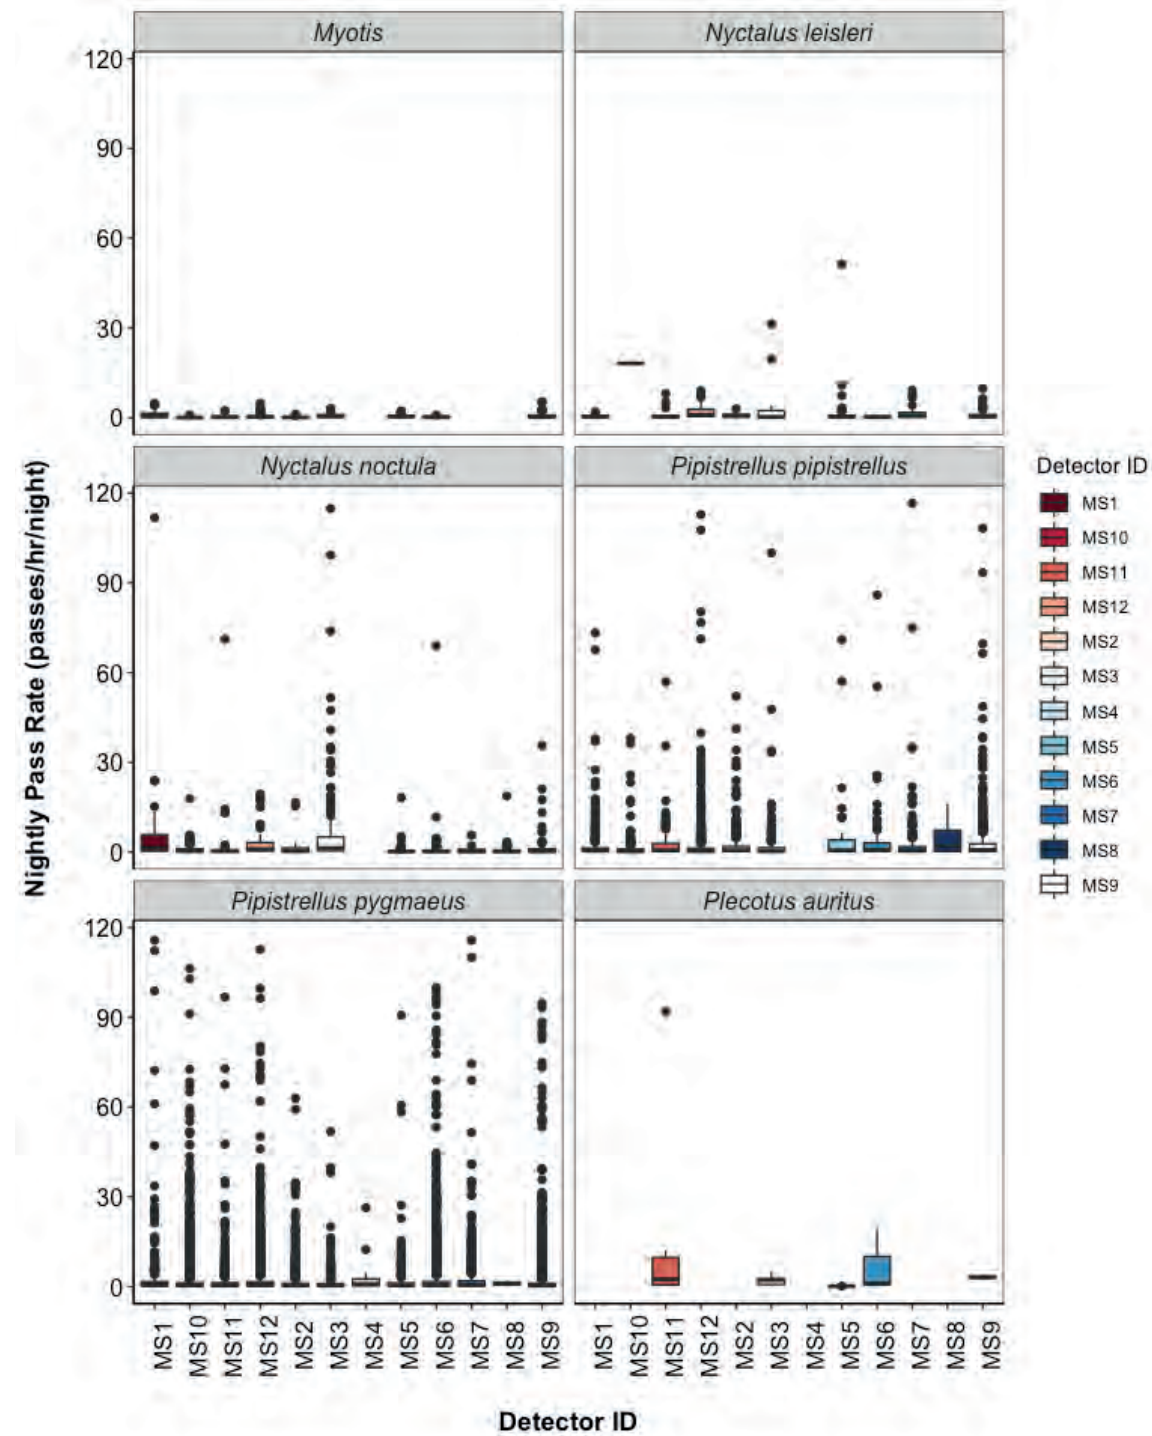 Myotis
Nyctalus leisleri
120
90
60
30
0
Nyctalus noctula
Pipistrellus pipistrellus
120
90
60
30
0
Pipistrellus pygmaeus
Plecotus auritus
120
90
60
30
0
MS1 MS10 MS11 MS12 MS2 MS3 MS4 MS5 MS6 MS7 MS8 MS9
MS1 MS10 MS11 MS12 MS2 MS3 MS4 MS5 MS6 MS7 MS8 MS9
Nightly Pass Rate (passes/hr/night)
Detector ID
Detector ID
MS1
MS10
MS11
MS12
MS2
MS3
MS4
MS5
MS6
MS7
MS8
MS9